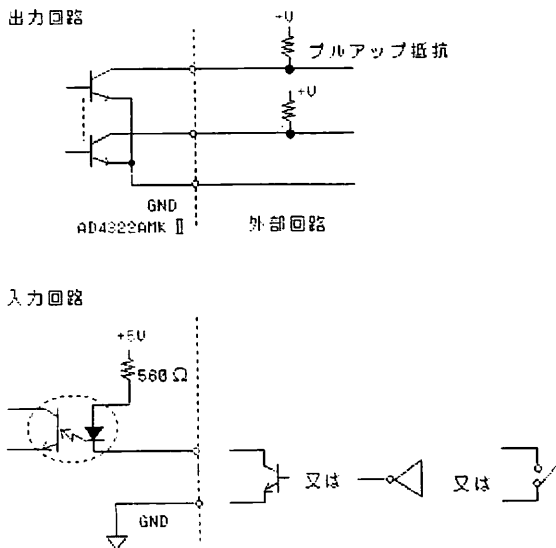 出力回路
+V
プルアップ抵抗
+V
GND
AD4322AMK Ⅱ
外部回路
入力回路
+5V
560Ω
又は
又は
GND